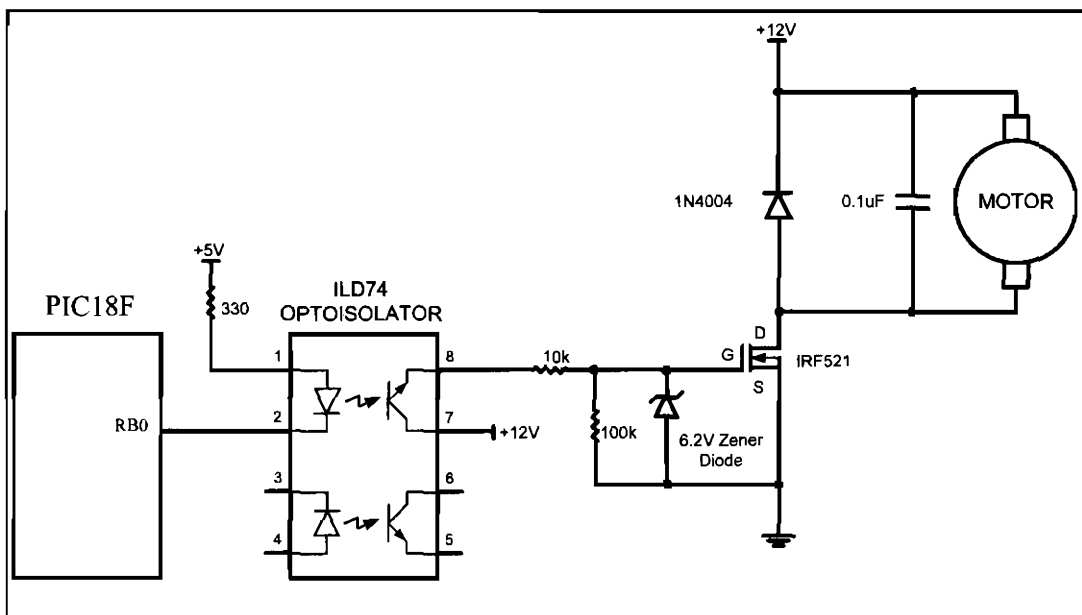 +12V
1N4004
0.1uF
MOTOR
+5V
330
PIC18F
ILD74
OPTOISOLATOR
1
8
10k
G
D
S
IRF521
RB0
2
7
+12V
100k
6.2V Zener
Diode
3
6
4
5